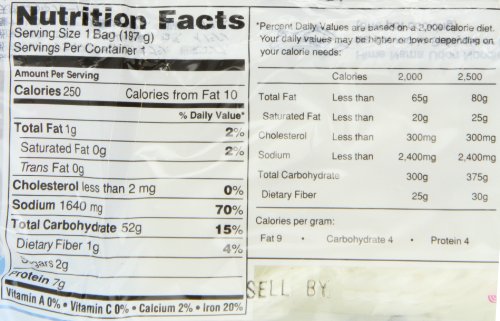 Nutrition Facts
Serving Size 1 Bag (197 g)
Servings Per Container 1
Amount Per Serving
Calories 250 Calories from Fat 10
% Daily Value*
Total Fat 1g 2%
Saturated Fat 0g 2%
Trans Fat 0g
Cholesterol less than 2 mg 0%
Sodium 1640 mg 70%
Total Carbohydrate 52g 15%
Dietary Fiber 1g 4%
Sugars 2g
Protein 7g
Vitamin A 0% • Vitamin C 0% • Calcium 2% • Iron 20%
*Percent Daily Values are based on a 2,000 calorie diet.
Your daily values may be higher or lower depending on
your calorie needs:
Calories 2,000 2,500
Total Fat Less than 65g 80g
Saturated Fat Less than 20g 25g
Cholesterol Less than 300mg 300mg
Sodium Less than 2,400mg 2,400mg
Total Carbohydrate 300g 375g
Dietary Fiber 25g 30g
Calories per gram:
Fat 9 • Carbohydrate 4 • Protein 4
SELL BY